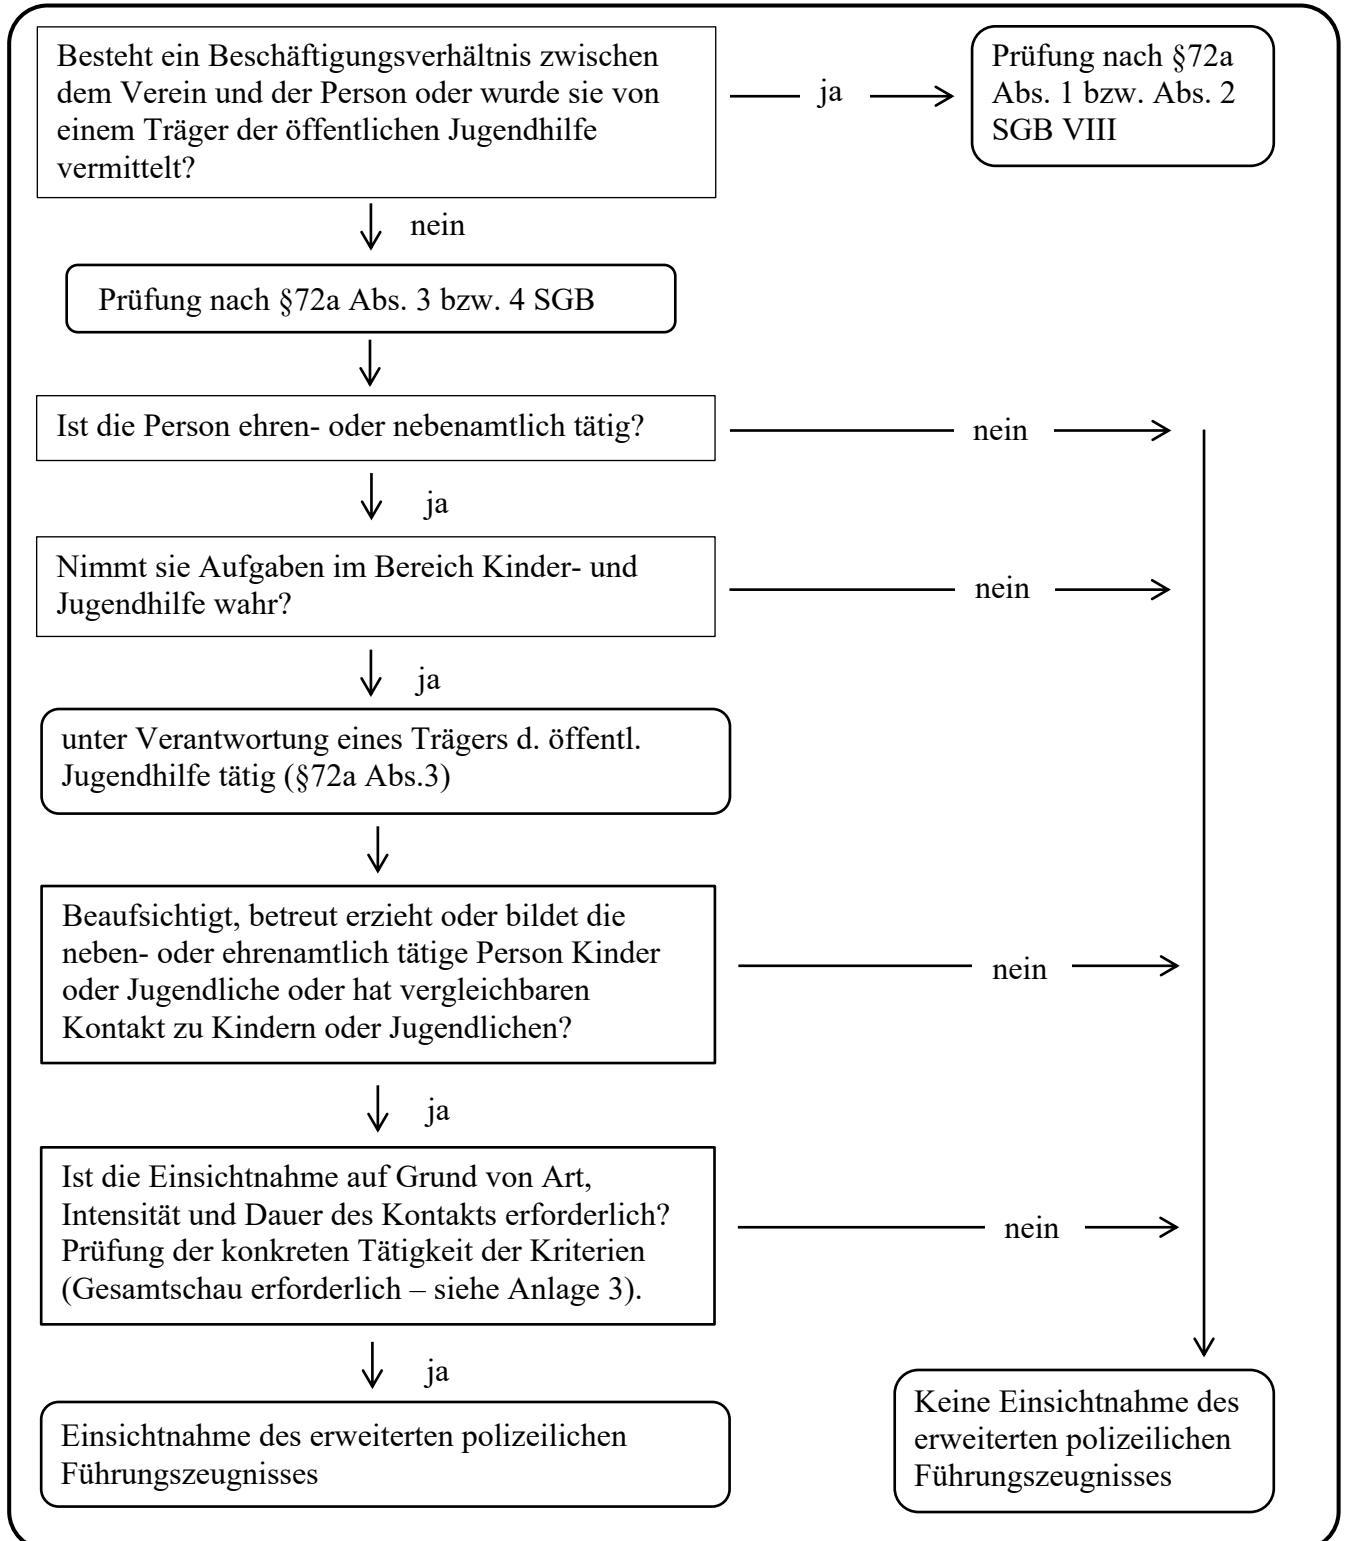 Besteht ein Beschäftigungsverhältnis zwischen
dem Verein und der Person oder wurde sie von
einem Träger der öffentlichen Jugendhilfe
vermittelt?
ja
Prüfung nach §72a
Abs. 1 bzw. Abs. 2
SGB VIII
nein
Prüfung nach §72a Abs. 3 bzw. 4 SGB
Ist die Person ehren- oder nebenamtlich tätig?
nein
ja
Nimmt sie Aufgaben im Bereich Kinder- und
Jugendhilfe wahr?
nein
ja
unter Verantwortung eines Trägers d. öffentl.
Jugendhilfe tätig (§72a Abs.3)
Beaufsichtigt, betreut erzieht oder bildet die
neben- oder ehrenamtlich tätige Person Kinder
oder Jugendliche oder hat vergleichbaren
Kontakt zu Kindern oder Jugendlichen?
nein
ja
Ist die Einsichtnahme auf Grund von Art,
Intensität und Dauer des Kontakts erforderlich?
Prüfung der konkreten Tätigkeit der Kriterien
(Gesamtschau erforderlich – siehe Anlage 3).
nein
ja
Einsichtnahme des erweiterten polizeilichen
Führungszeugnisses
Keine Einsichtnahme des
erweiterten polizeilichen
Führungszeugnisses